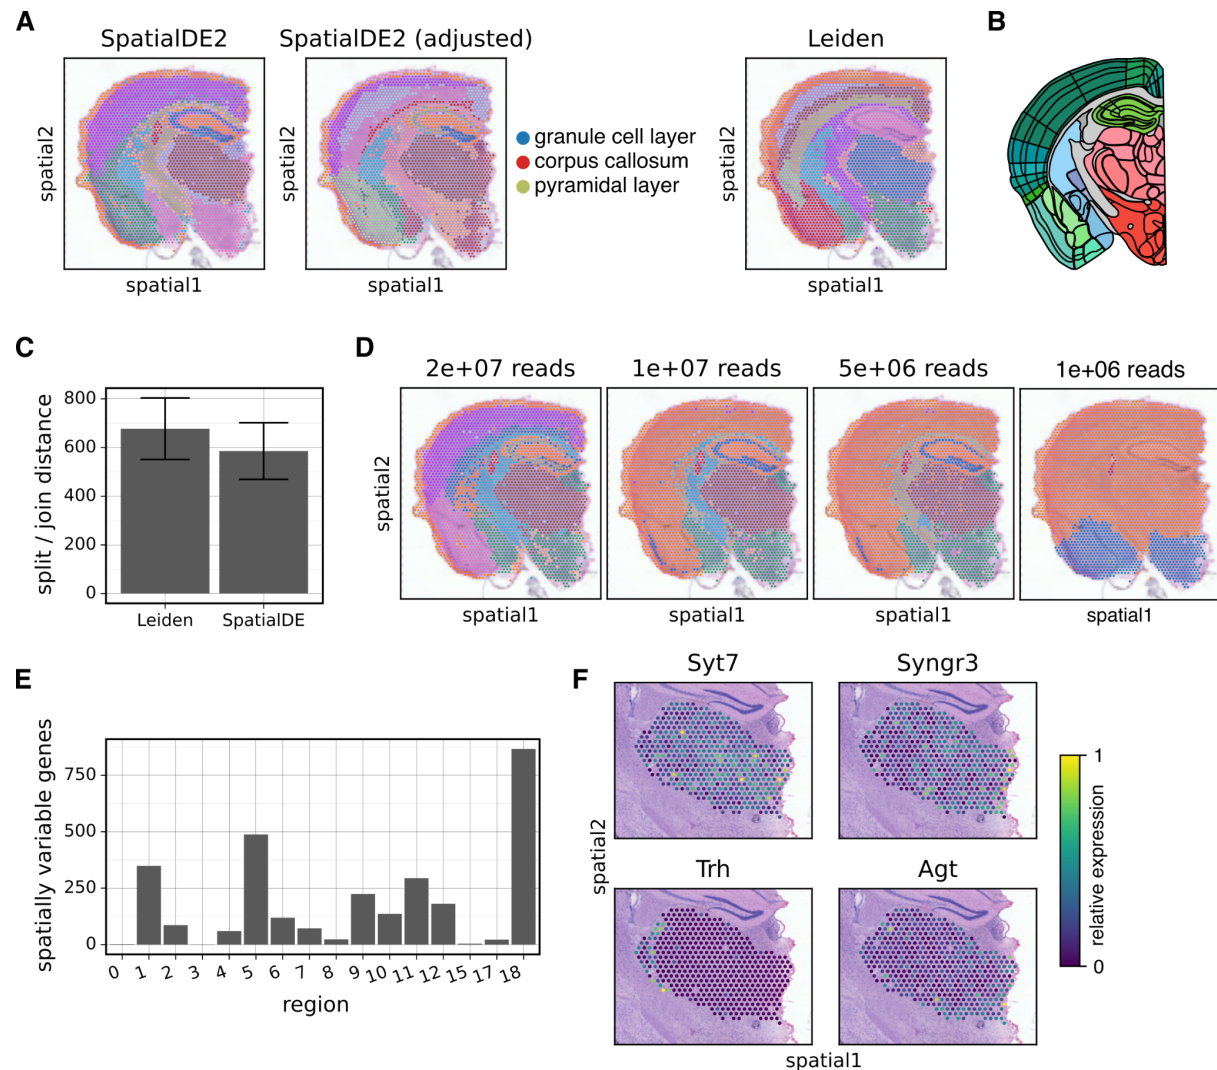 A
SpatialDE2
SpatialDE2 (adjusted)
Leiden
B
spatial2
spatial2
granule cell layer
corpus callosum
pyramidal layer
spatial2
spatial1
spatial1
spatial1
C
split / join distance
800
600
400
200
0
Leiden
SpatialDE
D
2e+07 reads
1e+07 reads
5e+06 reads
1e+06 reads
spatial2
spatial1
spatial1
spatial1
spatial1
E
spatially variable genes
750
500
250
0
0 1 2 3 4 5 6 7 8 9 10 11 12 15 17 18
region
F
Syt7
Syngr3
Trh
Agt
spatial2
spatial1
1
relative expression
0